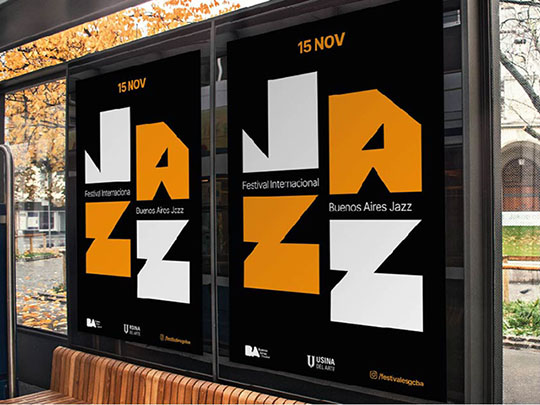 15 NOV
JA
Festival Internacional
Buenos Aires Jazz
ZZ
BA
USINA
DEL ARTE
/festivalesgcba
15 NOV
JA
Festival Internacional
Buenos Aires Jazz
ZZ
BA
USINA
DEL ARTE
/festivalesgcba